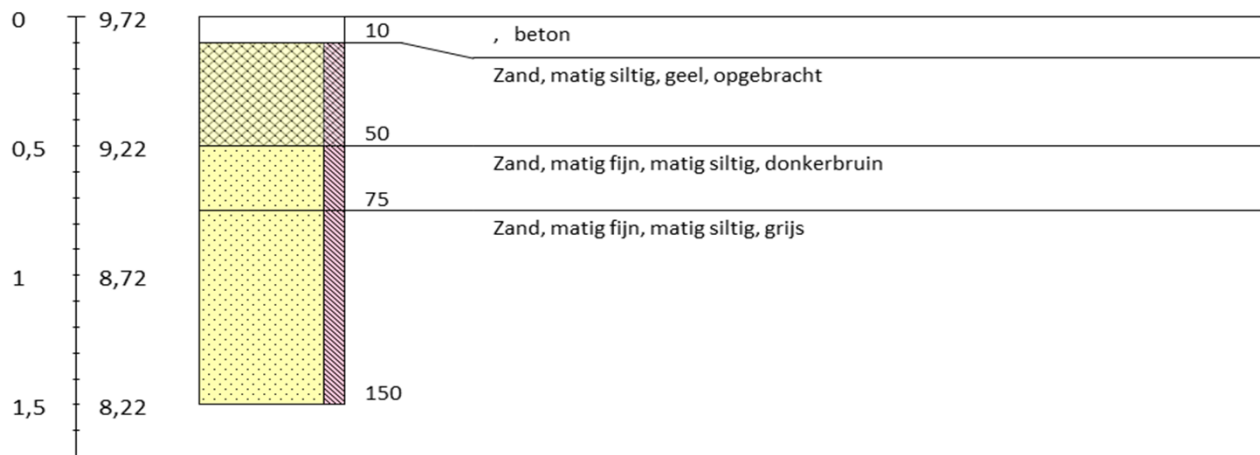 0 9,72 10 , beton
Zand, matig siltig, geel, opgebracht
50
0,5 9,22
Zand, matig fijn, matig siltig, donkerbruin
75
Zand, matig fijn, matig siltig, grijs
1 8,72
150
1,5 8,22